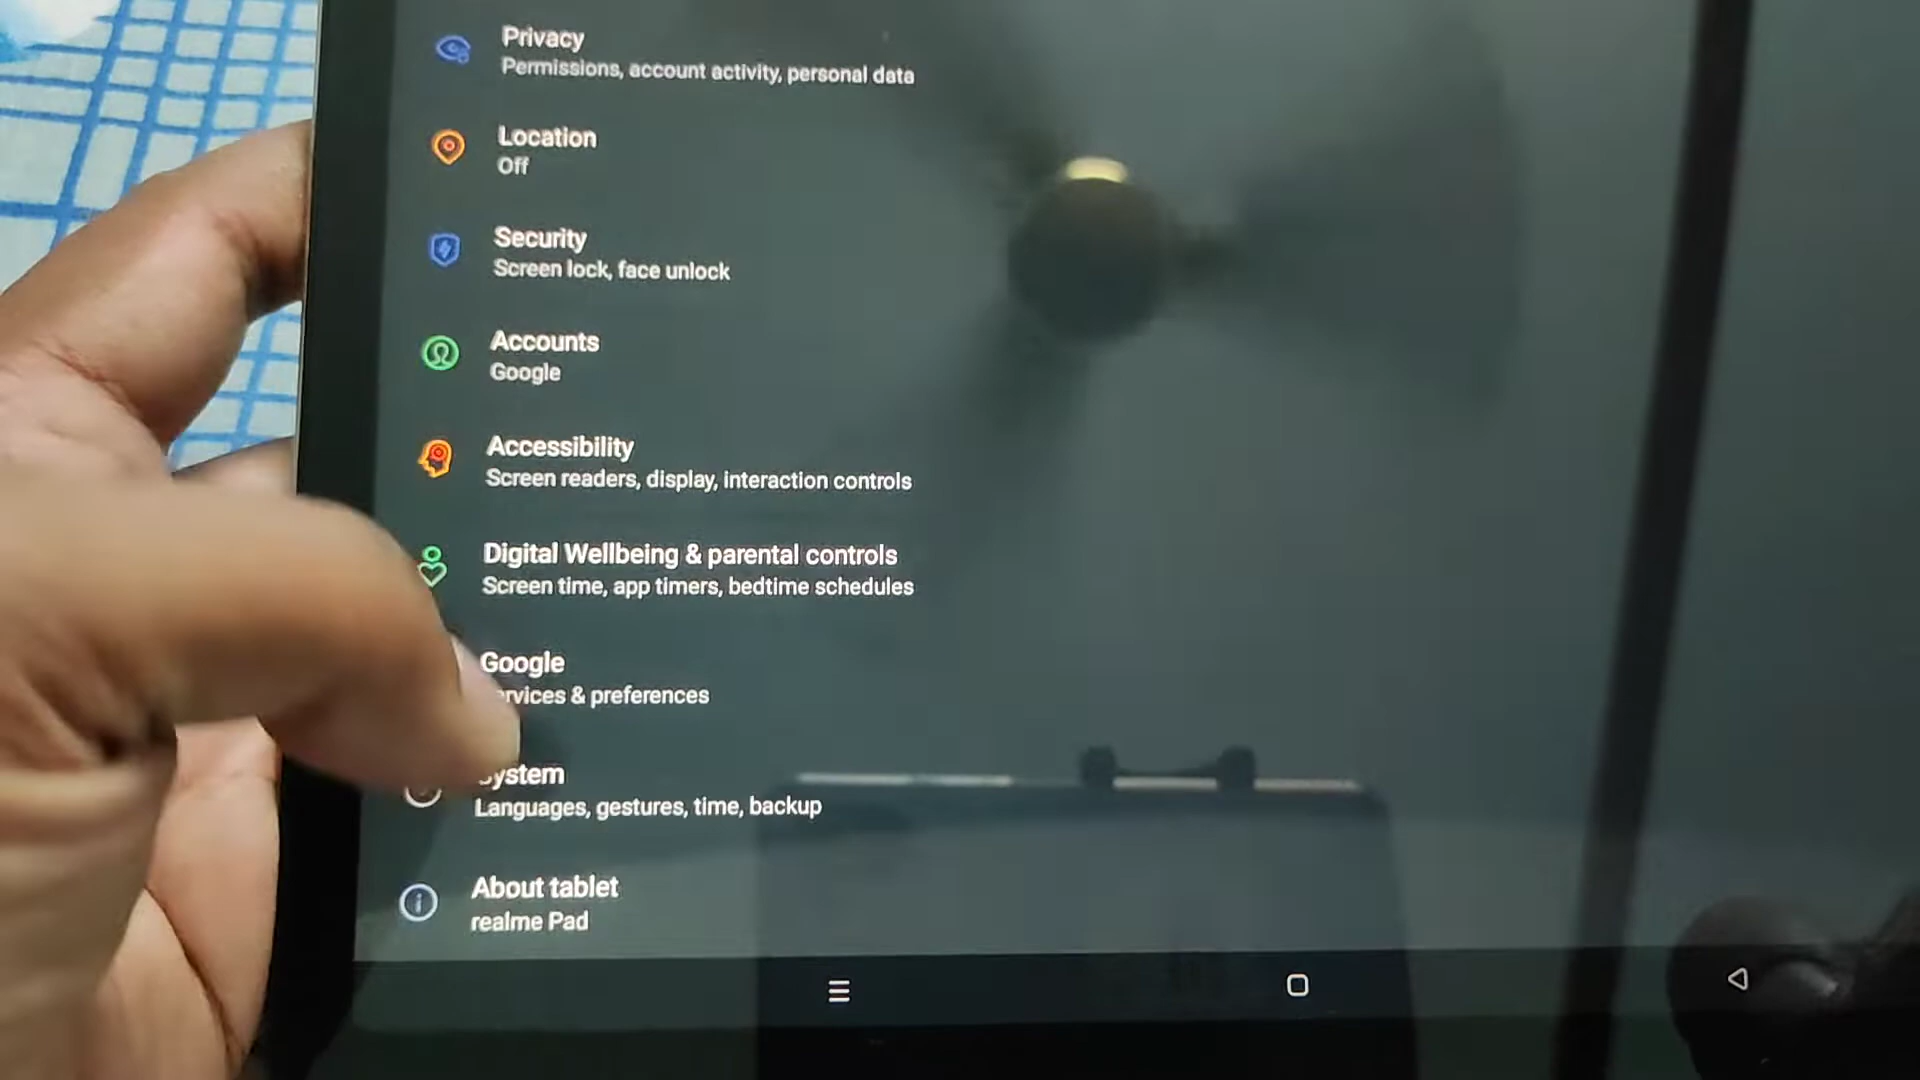 Privacy
Permissions, account activity, personal data
Location
Off
Security
Screen lock, face unlock
Accounts
Google
Accessibility
Screen readers, display, interaction controls
Digital Wellbeing & parental controls
Screen time, app timers, bedtime schedules
Google
rvices & preferences
System
Languages, gestures, time, backup
About tablet
realme Pad